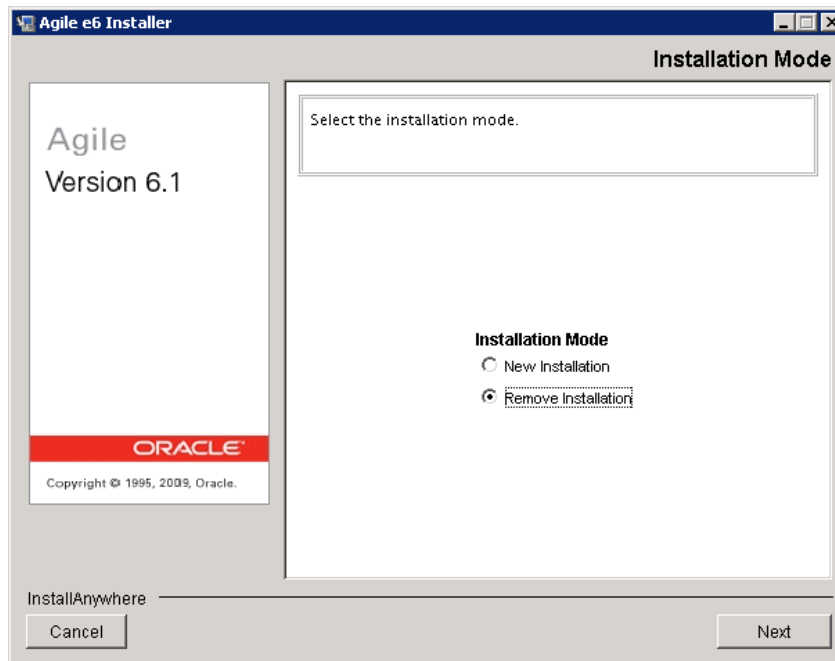 Agile e6 Installer
Installation Mode
Agile
Version 6.1
ORACLE
Copyright © 1995, 2009, Oracle.
Select the installation mode.
Installation Mode
New Installation
Remove Installation
InstallAnywhere
Cancel
Next